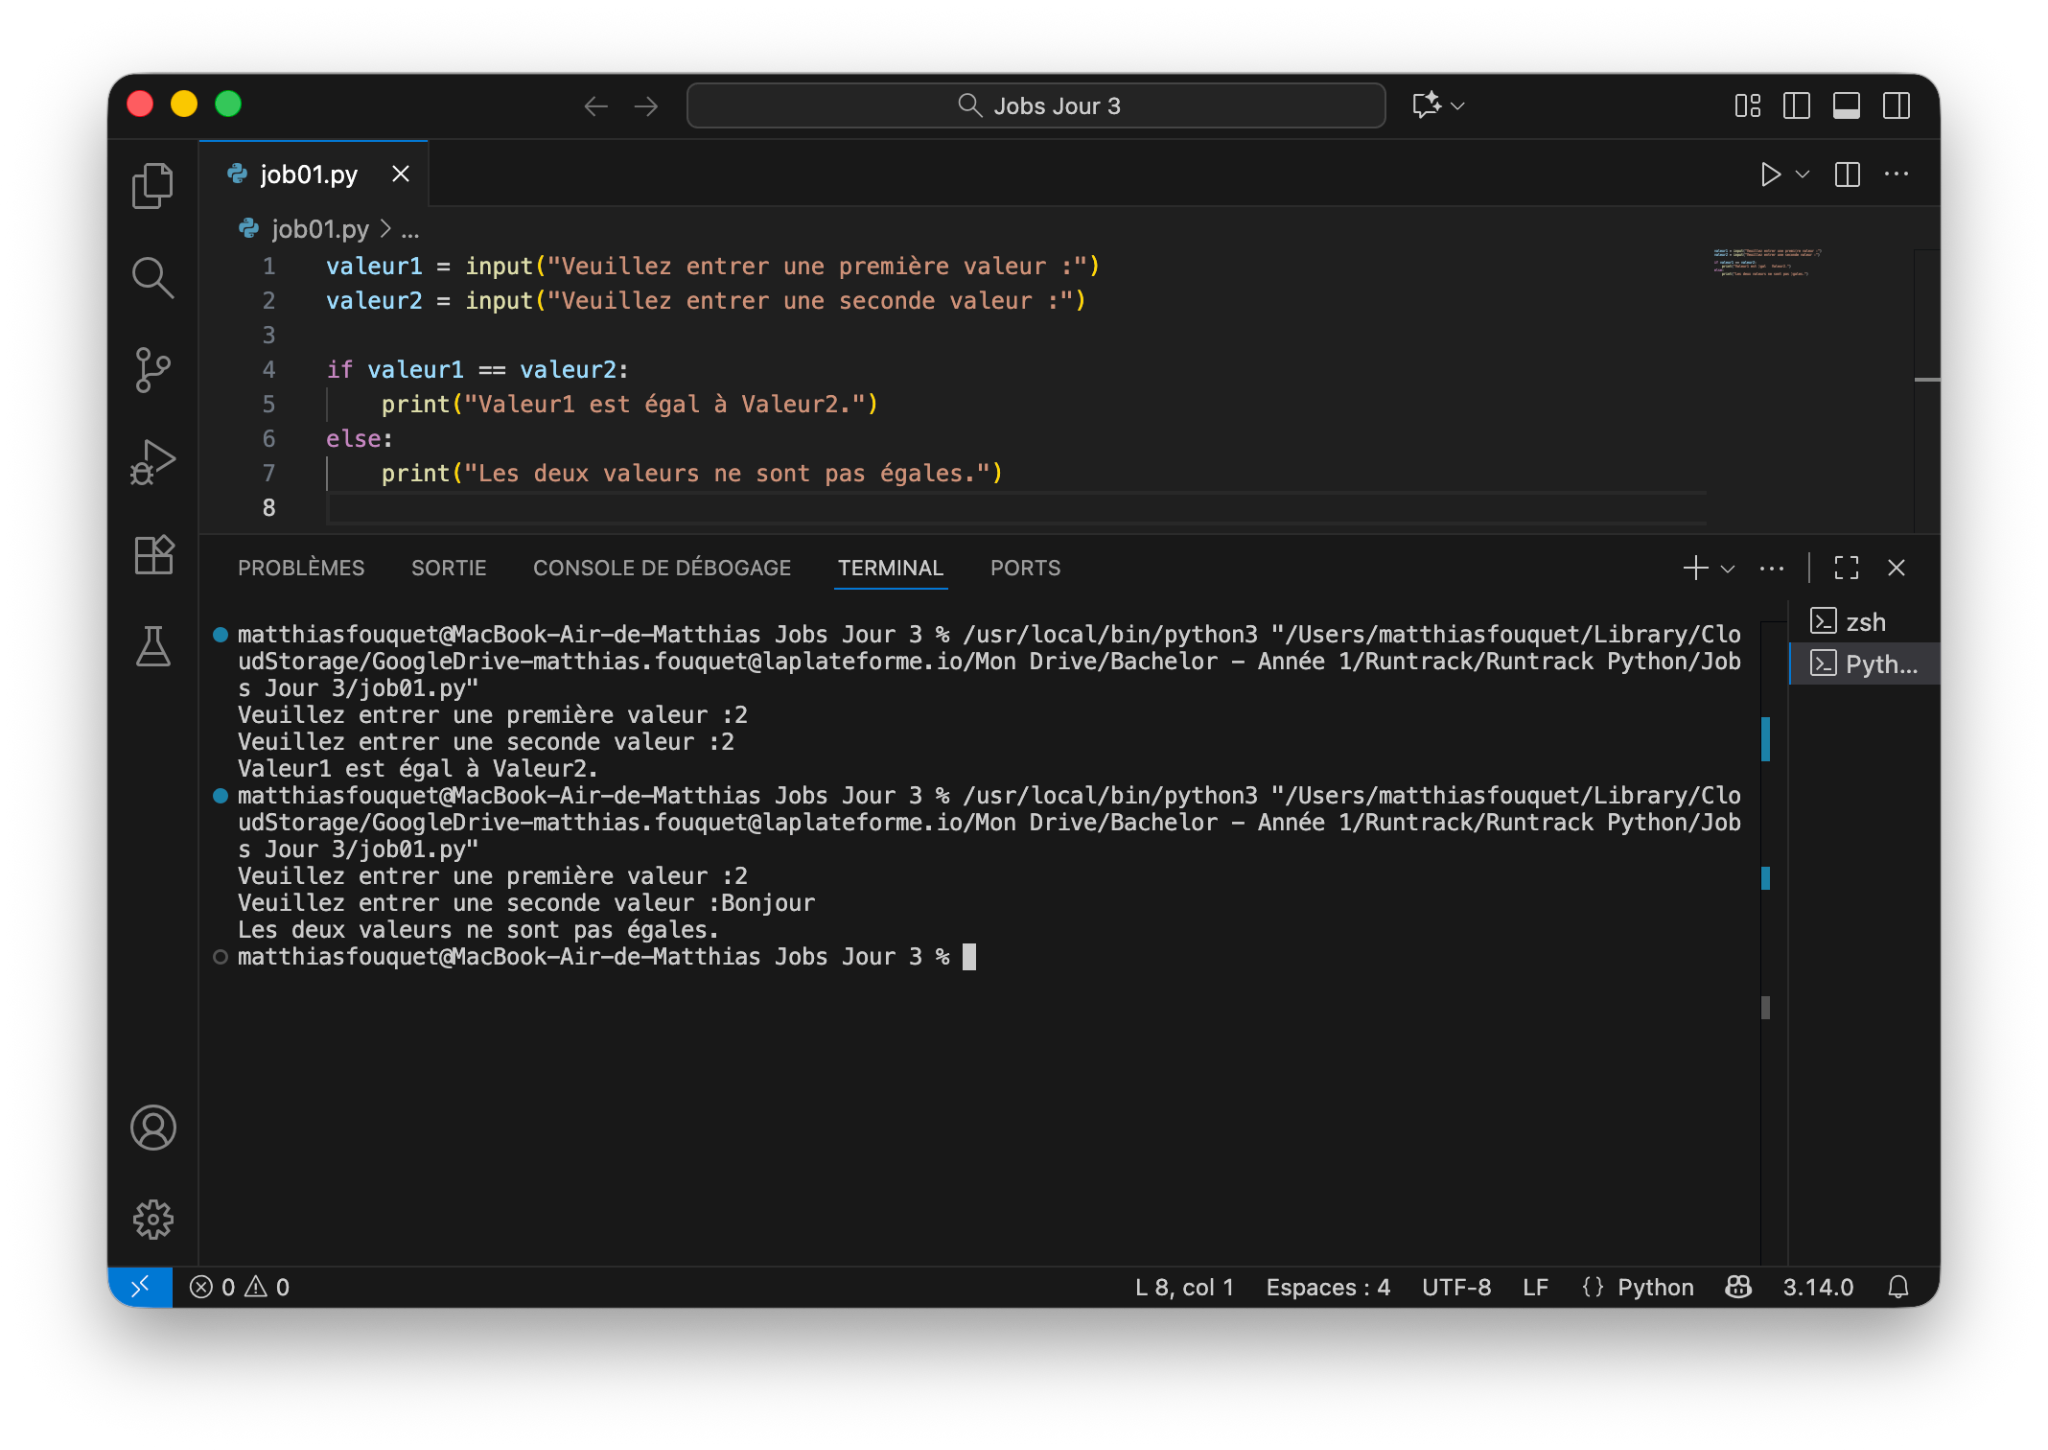 Jobs Jour 3
job01.py
job01.py > ...
1 valeur1 = input("Veuillez entrer une première valeur :")
2 valeur2 = input("Veuillez entrer une seconde valeur :")
3
4 if valeur1 == valeur2:
5     print("Valeur1 est égal à Valeur2.")
6 else:
7     print("Les deux valeurs ne sont pas égales.")
8
PROBLÈMES SORTIE CONSOLE DE DÉBOGAGE TERMINAL PORTS
zsh
Pyth...
matthiasfouquet@MacBook-Air-de-Matthias Jobs Jour 3 % /usr/local/bin/python3 "/Users/matthiasfouquet/Library/Clo
udStorage/GoogleDrive-matthias.fouquet@laplateforme.io/Mon Drive/Bachelor - Année 1/Runtrack/Runtrack Python/Job
s Jour 3/job01.py"
Veuillez entrer une première valeur :2
Veuillez entrer une seconde valeur :2
Valeur1 est égal à Valeur2.
matthiasfouquet@MacBook-Air-de-Matthias Jobs Jour 3 % /usr/local/bin/python3 "/Users/matthiasfouquet/Library/Clo
udStorage/GoogleDrive-matthias.fouquet@laplateforme.io/Mon Drive/Bachelor - Année 1/Runtrack/Runtrack Python/Job
s Jour 3/job01.py"
Veuillez entrer une première valeur :2
Veuillez entrer une seconde valeur :Bonjour
Les deux valeurs ne sont pas égales.
matthiasfouquet@MacBook-Air-de-Matthias Jobs Jour 3 %
0 0 L 8, col 1 Espaces : 4 UTF-8 LF {} Python 3.14.0